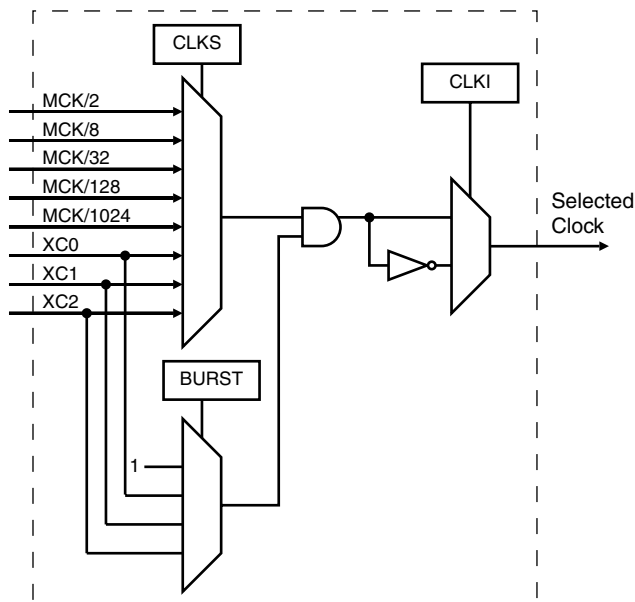 CLKS
CLKI
MCK/2
MCK/8
MCK/32
MCK/128
MCK/1024
XC0
XC1
XC2
Selected
Clock
BURST
1